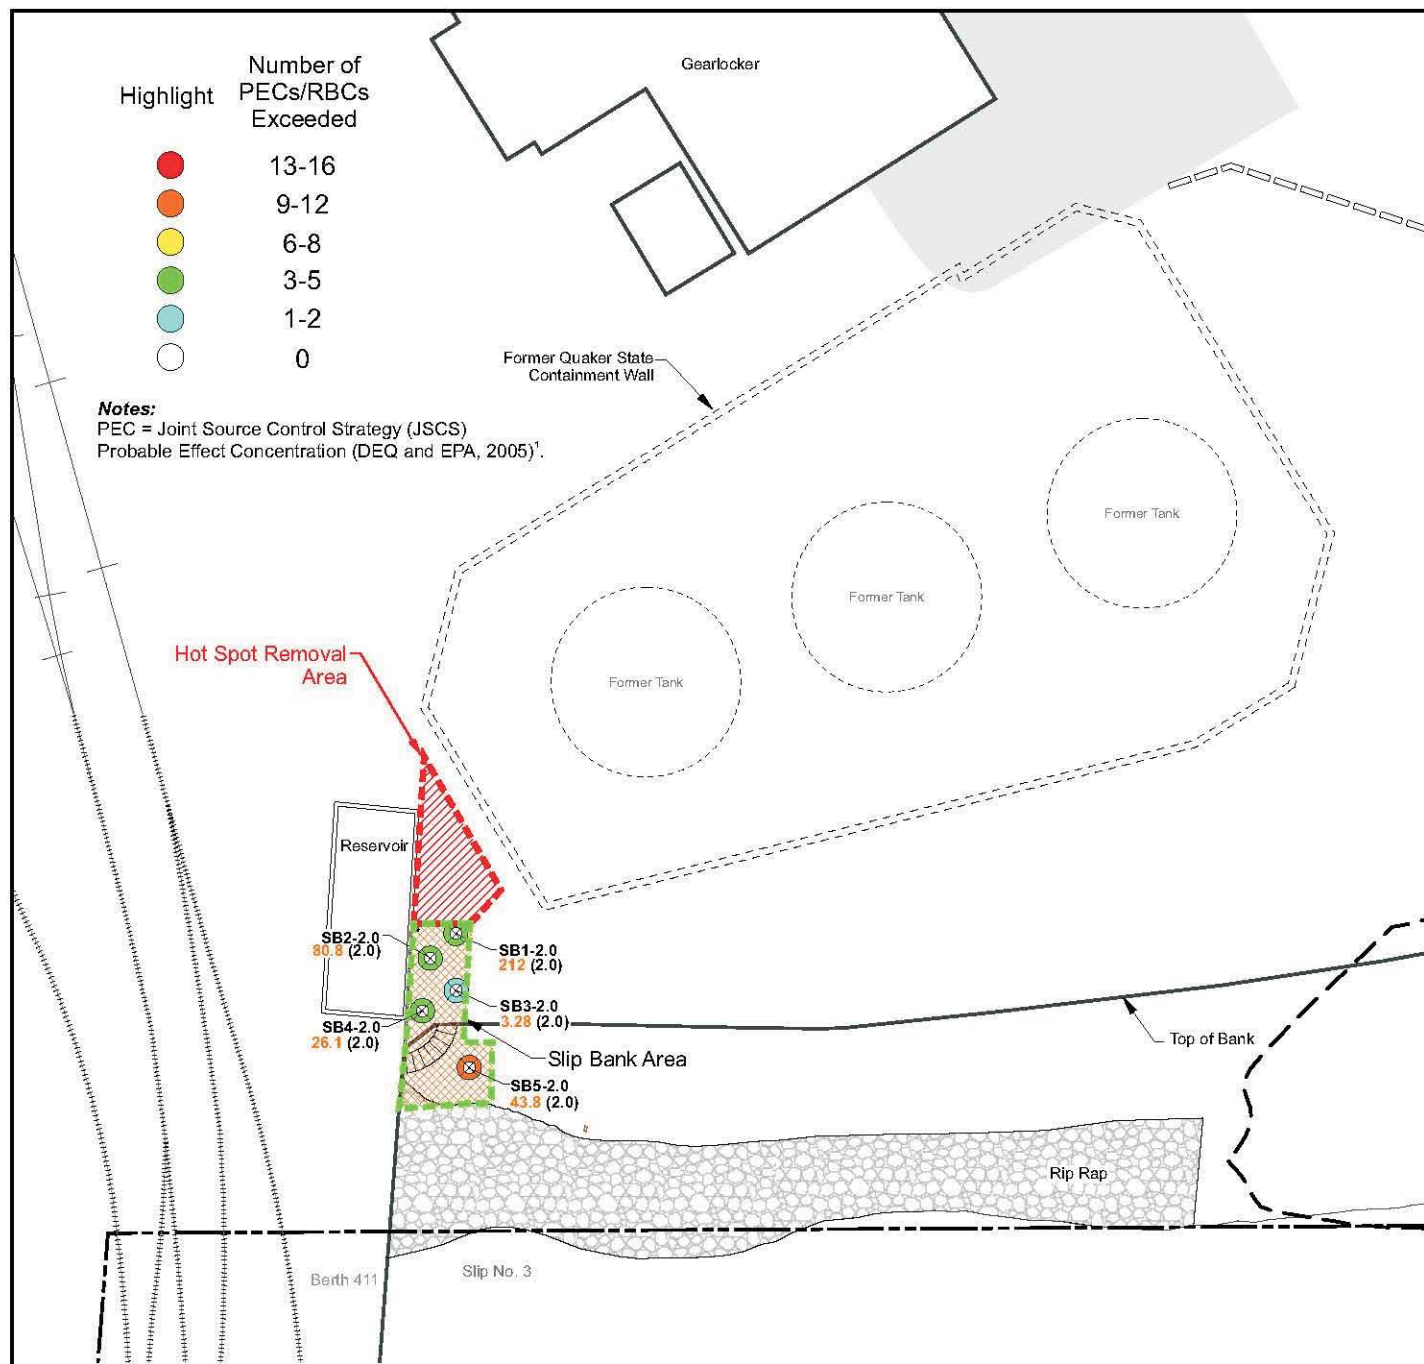 Highlight
Number of
PECs/RBCs
Exceeded
13-16
9-12
6-8
3-5
1-2
0
Notes:
PEC = Joint Source Control Strategy (JSCS)
Probable Effect Concentration (DEQ and EPA, 2005)¹.
Gearlocker
Former Quaker State
Containment Wall
Former Tank
Former Tank
Former Tank
Hot Spot Removal
Area
Reservoir
SB2-2.0
80.8 (2.0)
SB1-2.0
212 (2.0)
SB3-2.0
3.28 (2.0)
SB4-2.0
26.1 (2.0)
Slip Bank Area
Top of Bank
SB5-2.0
43.8 (2.0)
Rip Rap
Berth 411
Slip No. 3